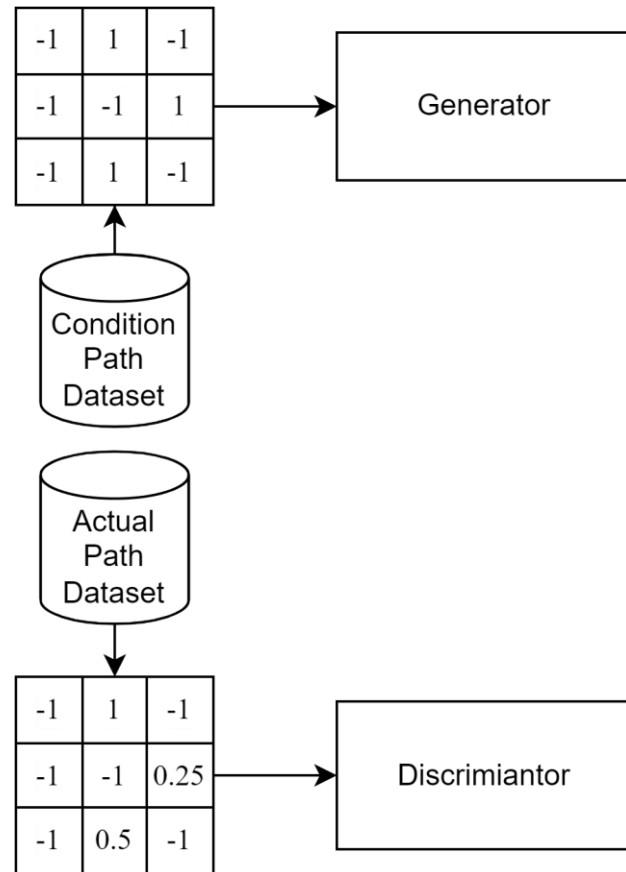 -1 1 -1
-1 -1 1
-1 1 -1
Generator
Condition
Path
Dataset
Actual
Path
Dataset
-1 1 -1
-1 -1 0.25
-1 0.5 -1
Discrimiantor